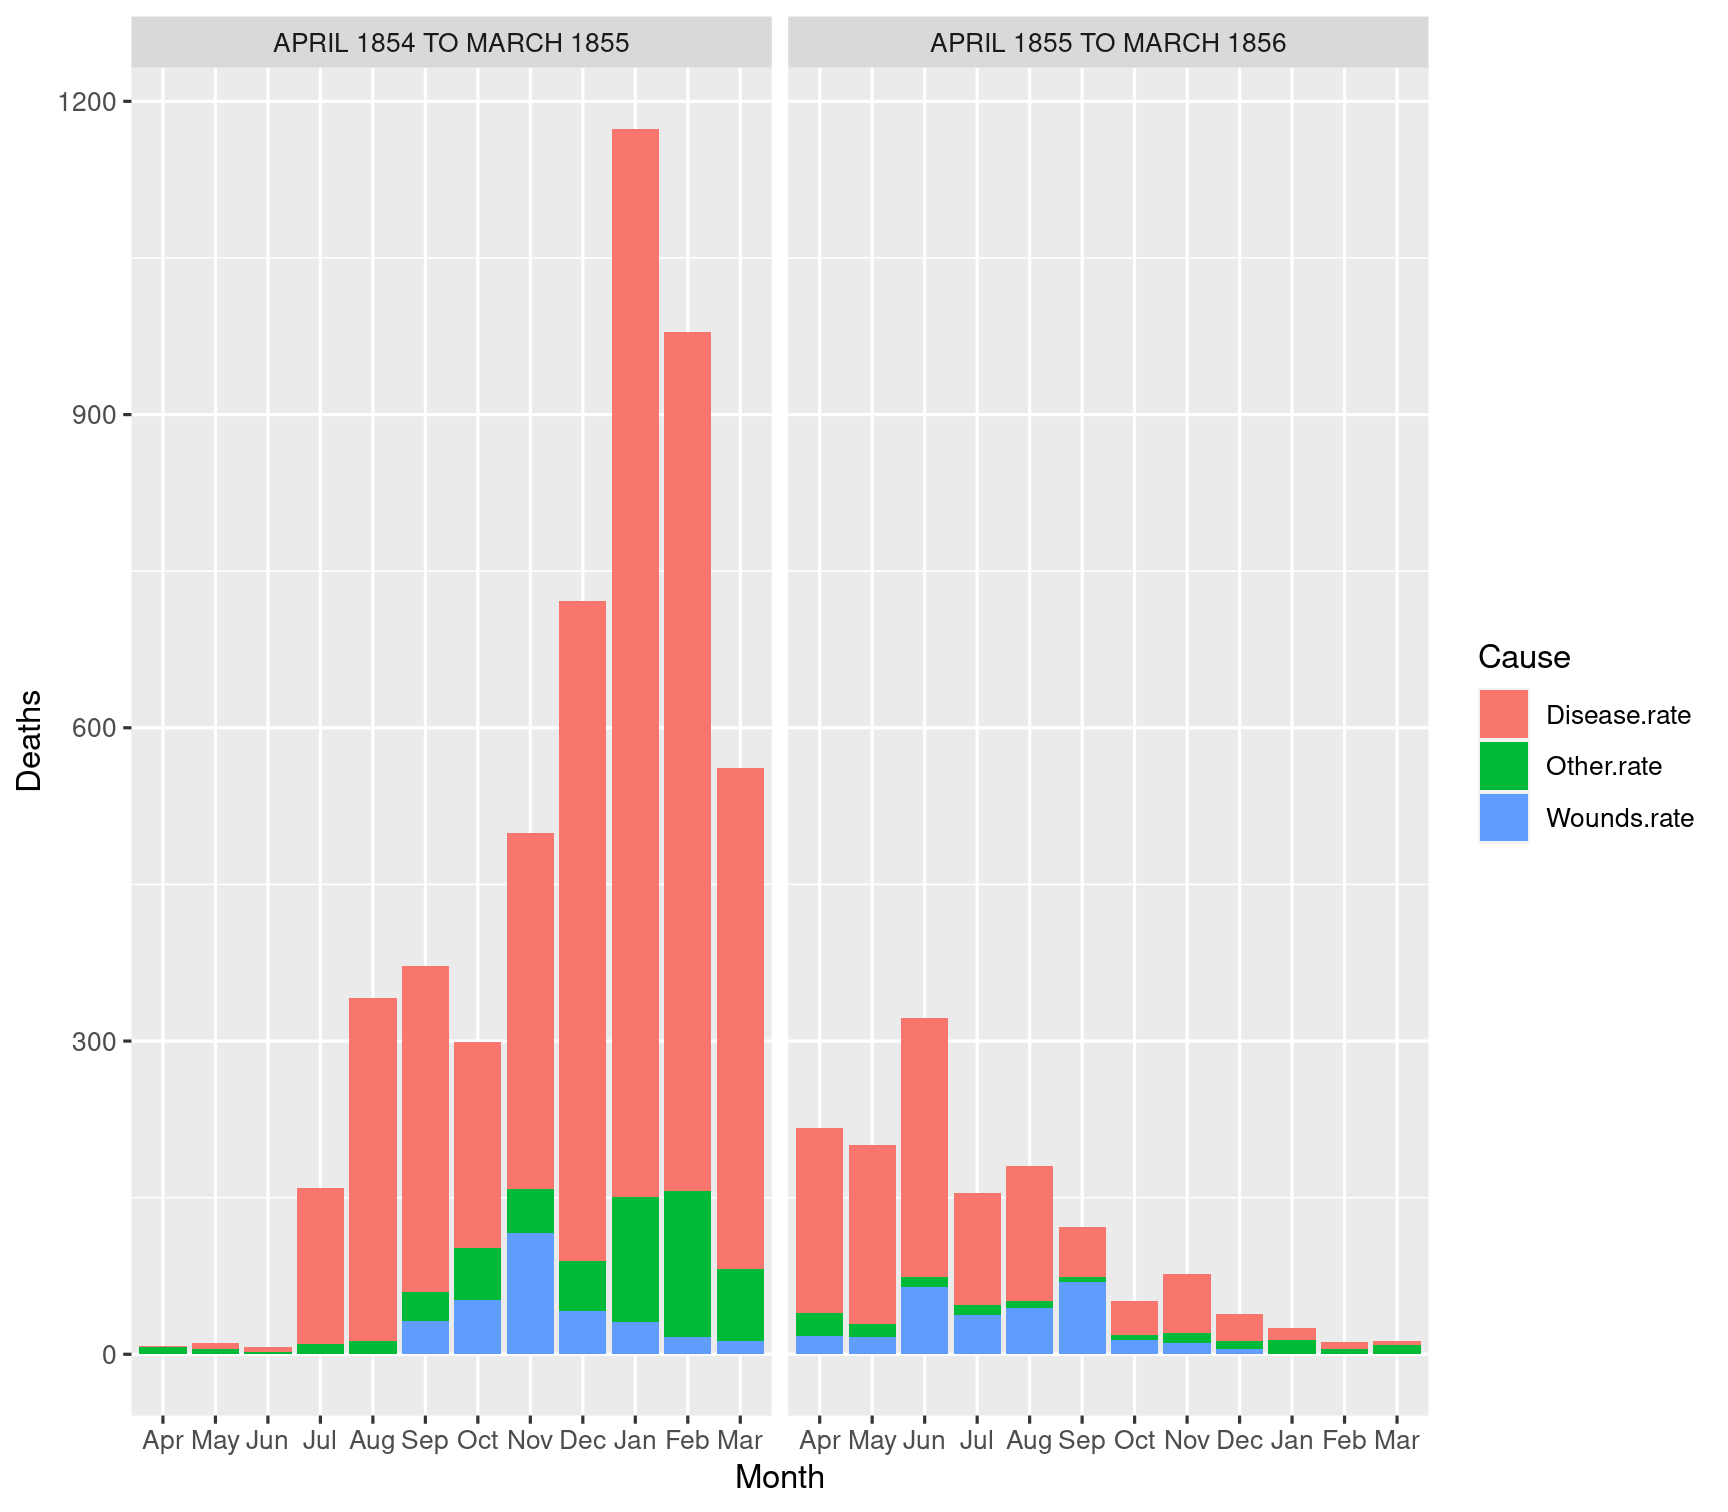 APRIL 1854 TO MARCH 1855
APRIL 1855 TO MARCH 1856
1200
900
600
300
0
Deaths
Apr May Jun Jul Aug Sep Oct Nov Dec Jan Feb Mar
Apr May Jun Jul Aug Sep Oct Nov Dec Jan Feb Mar
Month
Cause
Disease.rate
Other.rate
Wounds.rate